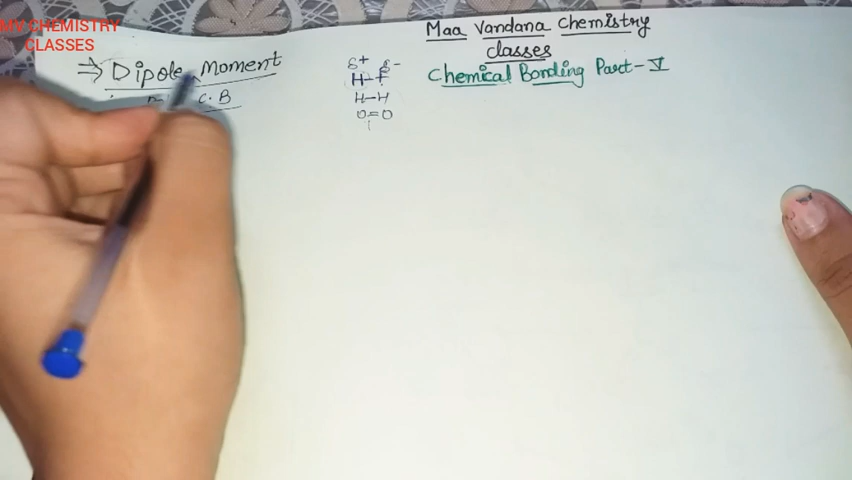 MY CHEMISTRY
CLASSES
Maa Vandana Chemistry
classes
Chemical Bonding Part-V
⇒ Dipole Moment
C.B
δ+ δ-
H-F
H-H
O=O